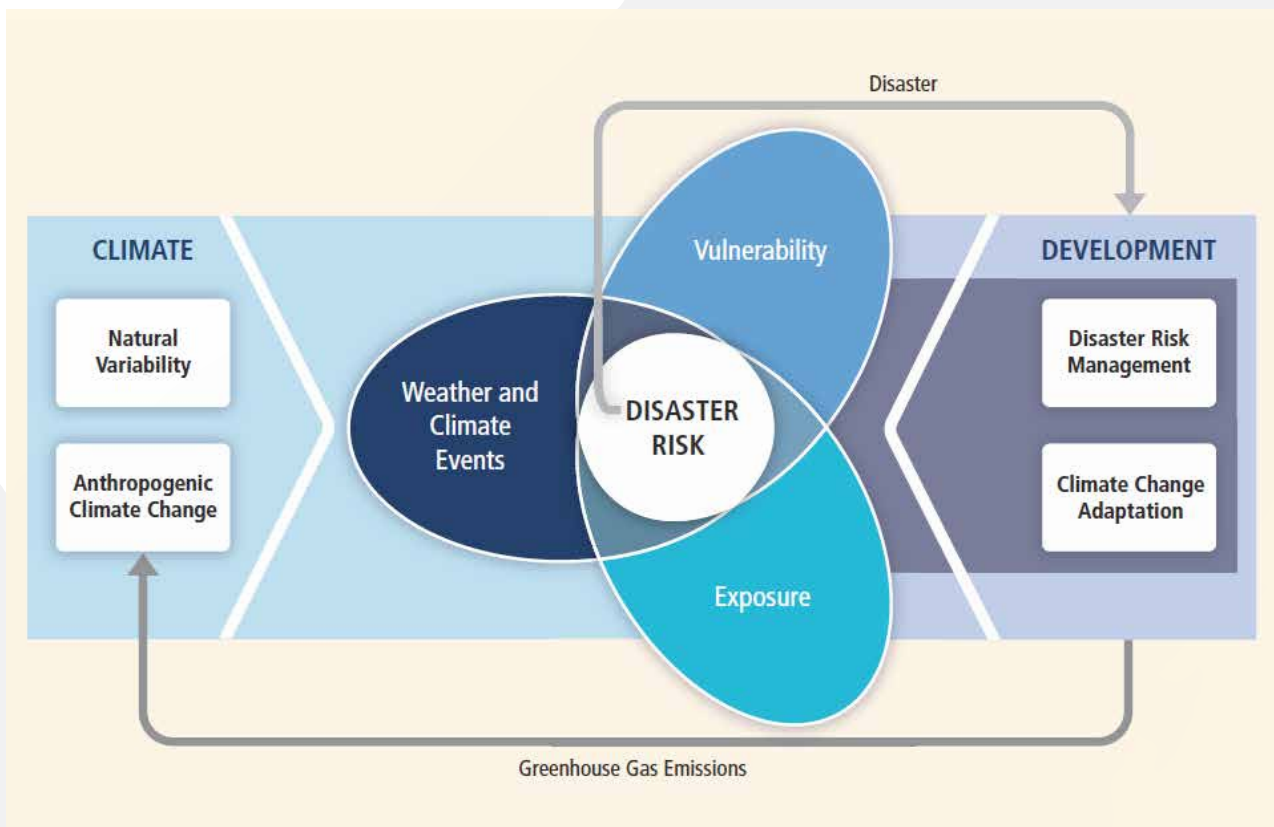 Disaster
CLIMATE
Natural
Variability
Anthropogenic
Climate Change
Weather and
Climate
Events
Vulnerability
DISASTER
RISK
Exposure
DEVELOPMENT
Disaster Risk
Management
Climate Change
Adaptation
Greenhouse Gas Emissions